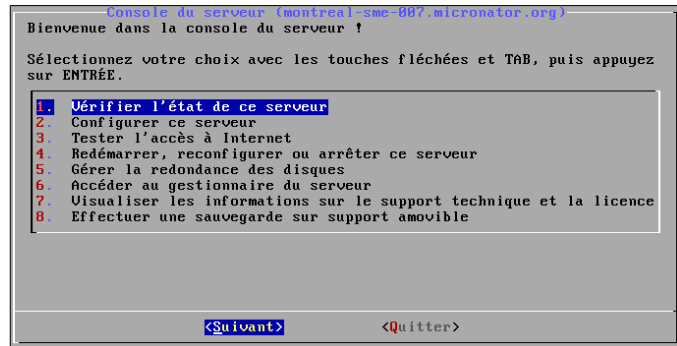 Console du serveur (montreal-sme-007.micronator.org)
Bienvenue dans la console du serveur !
Sélectionnez votre choix avec les touches fléchées et TAB, puis appuyez
sur ENTRÉE.
1. Vérifier l'état de ce serveur
2. Configurer ce serveur
3. Tester l'accès à Internet
4. Redémarrer, reconfigurer ou arrêter ce serveur
5. Gérer la redondance des disques
6. Accéder au gestionnaire du serveur
7. Visualiser les informations sur le support technique et la licence
8. Effectuer une sauvegarde sur support amovible
<Suivant> <Quitter>